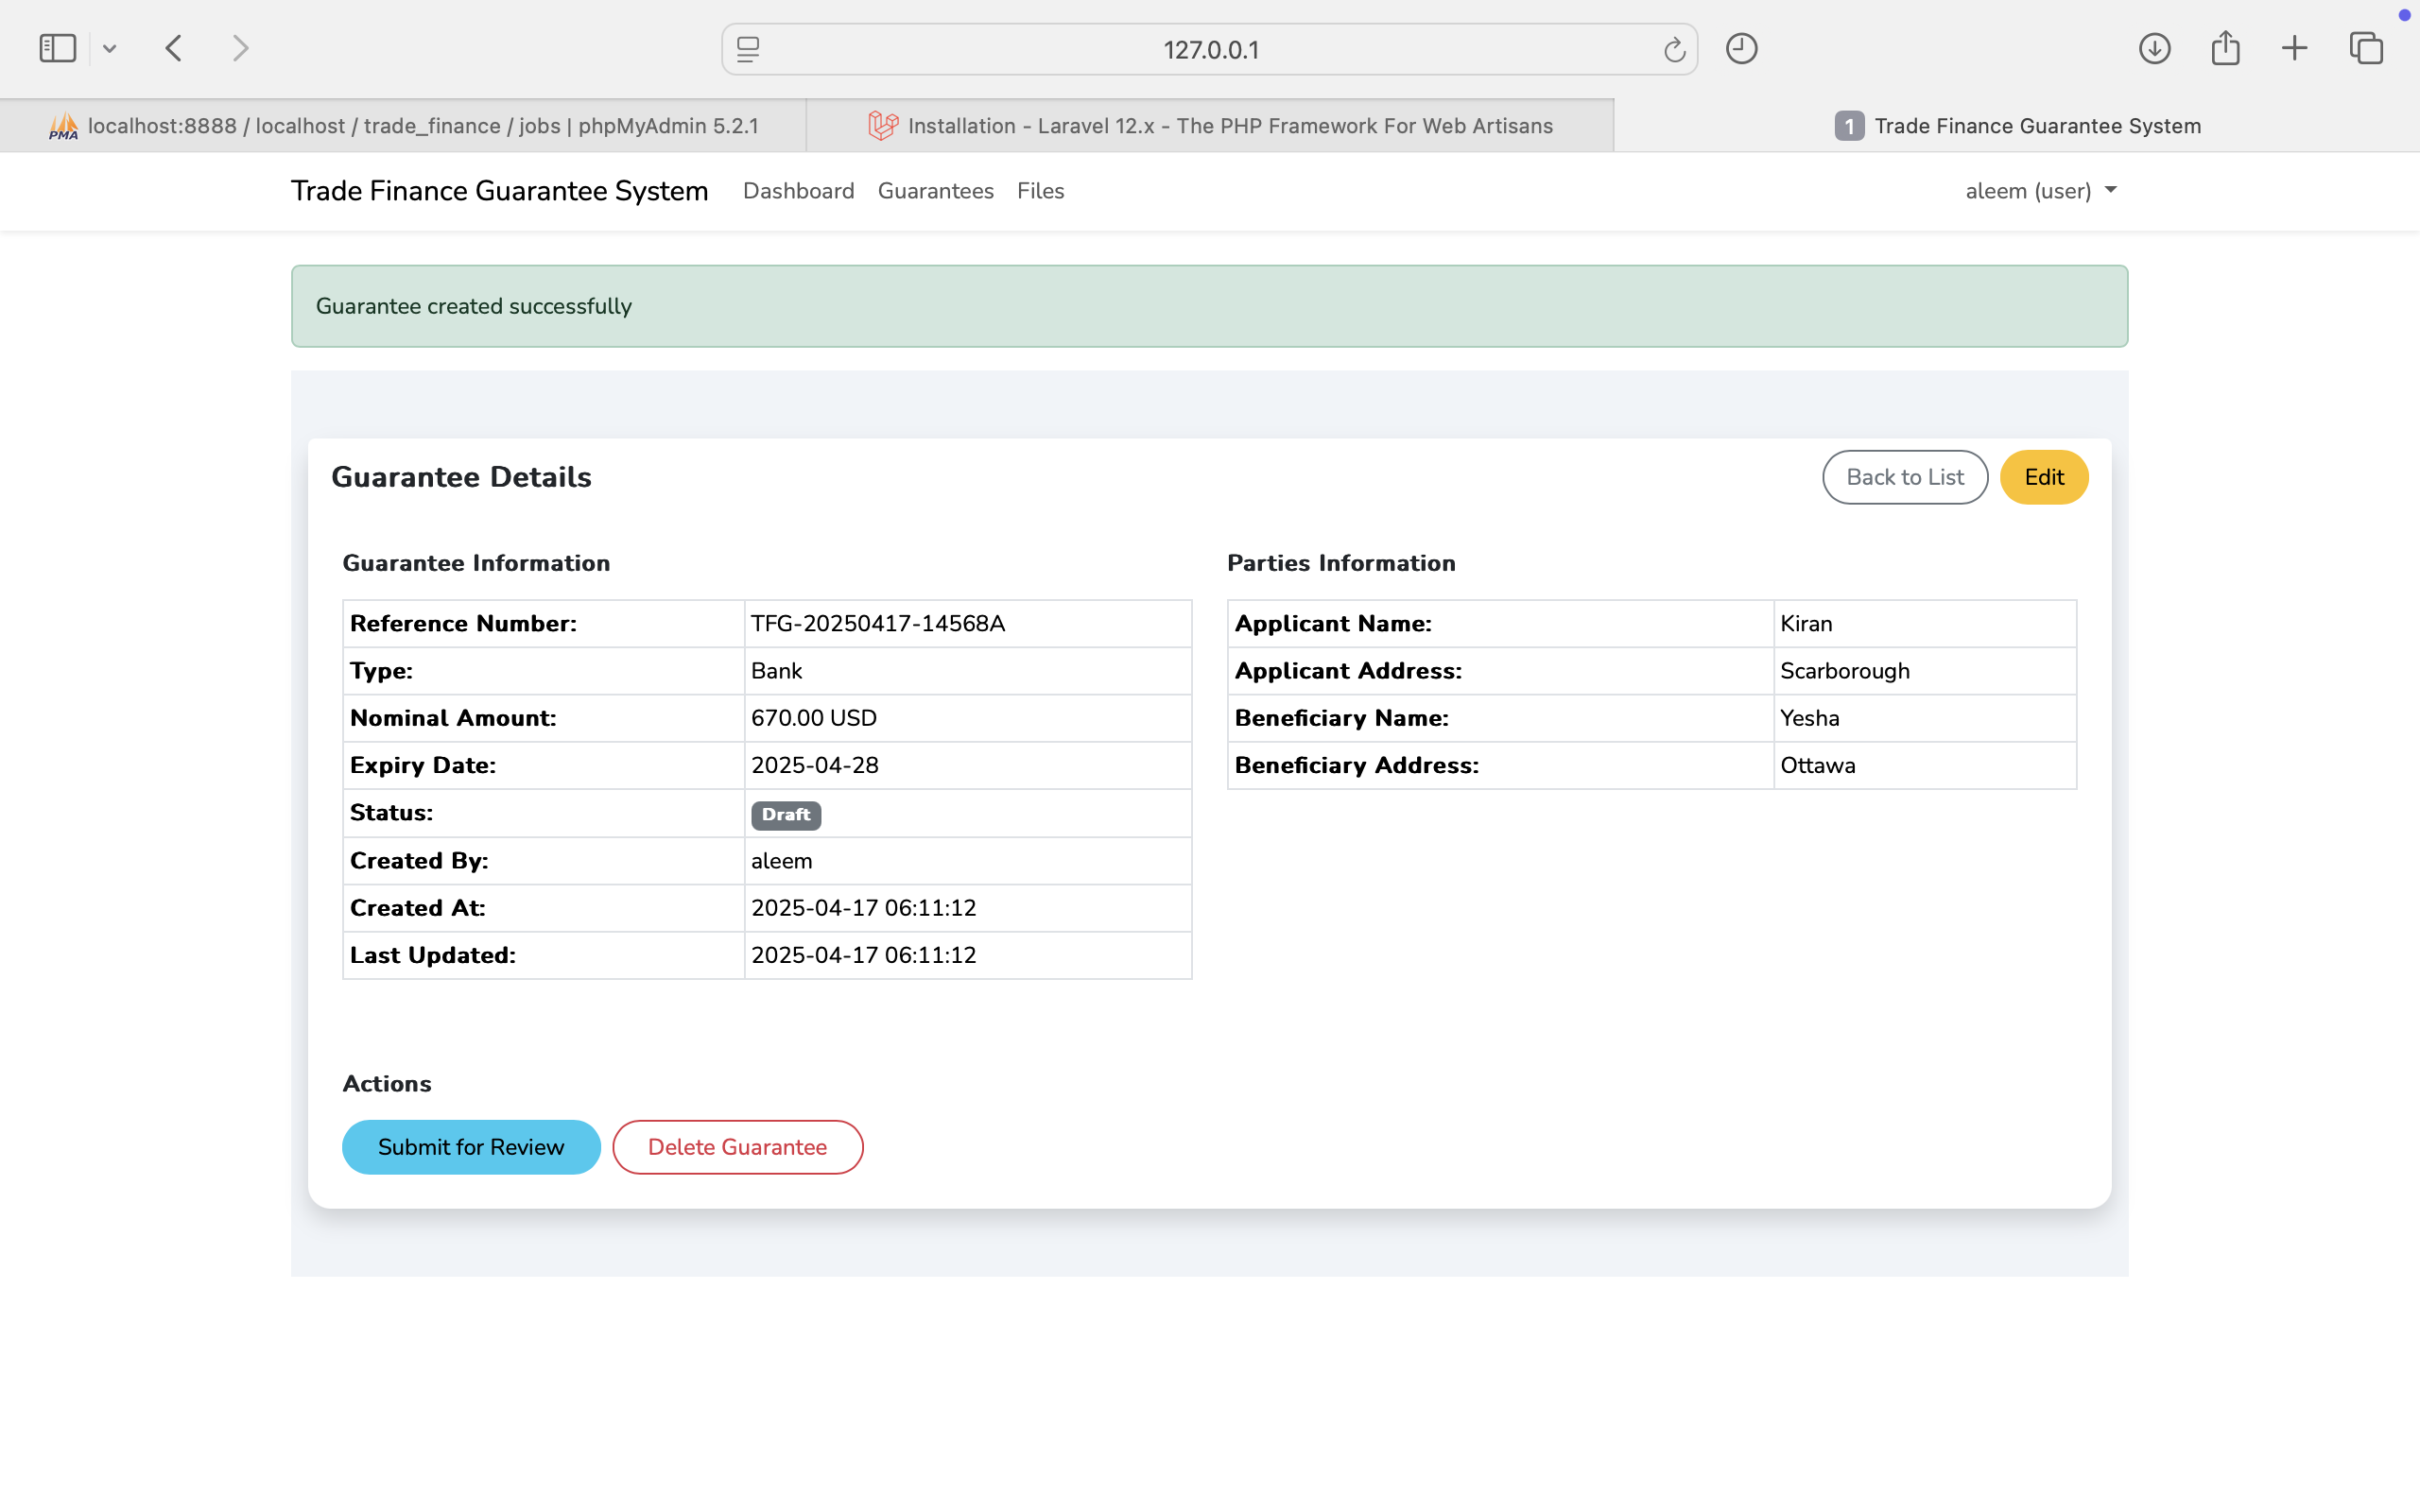 127.0.0.1
PMA localhost:8888 / localhost / trade_finance / jobs | phpMyAdmin 5.2.1
Installation - Laravel 12.x - The PHP Framework For Web Artisans
1 Trade Finance Guarantee System
Trade Finance Guarantee System Dashboard Guarantees Files aleem (user)
Guarantee created successfully
Guarantee Details
Back to List Edit
Guarantee Information
Reference Number: TFG-20250417-14568A
Type: Bank
Nominal Amount: 670.00 USD
Expiry Date: 2025-04-28
Status: Draft
Created By: aleem
Created At: 2025-04-17 06:11:12
Last Updated: 2025-04-17 06:11:12
Parties Information
Applicant Name: Kiran
Applicant Address: Scarborough
Beneficiary Name: Yesha
Beneficiary Address: Ottawa
Actions
Submit for Review Delete Guarantee